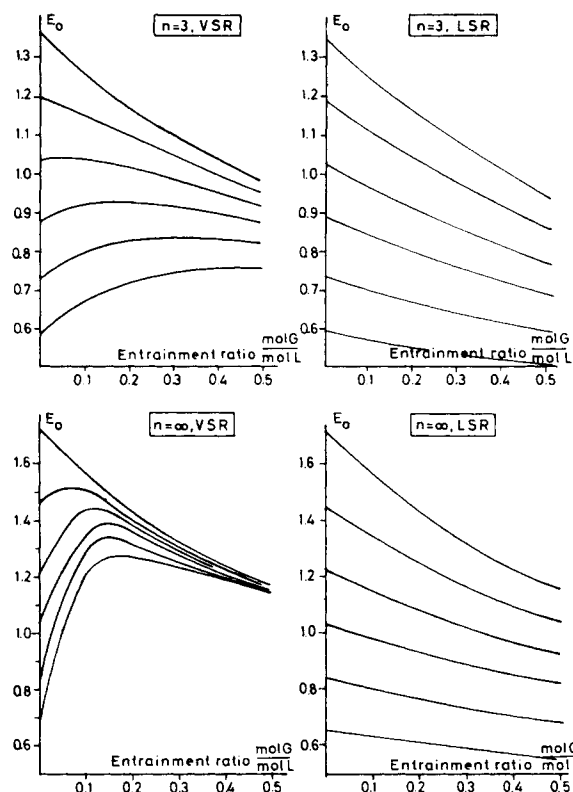 E₀
n=3, VSR
1.3
1.2
1.1
1.0
0.9
0.8
0.7
0.6
Entrainment ratio molG/mol L
0.1 0.2 0.3 0.4 0.5
E₀
n=3, LSR
1.3
1.2
1.1
1.0
0.9
0.8
0.7
0.6
Entrainment ratio molG/mol L
0.1 0.2 0.3 0.4 0.5
E₀
n=∞, VSR
1.6
1.4
1.2
1.0
0.8
0.6
Entrainment ratio molG/mol L
0.1 0.2 0.3 0.4 0.5
E₀
n=∞, LSR
1.6
1.4
1.2
1.0
0.8
0.6
Entrainment ratio mol G/mol L
0.1 0.2 0.3 0.4 0.5